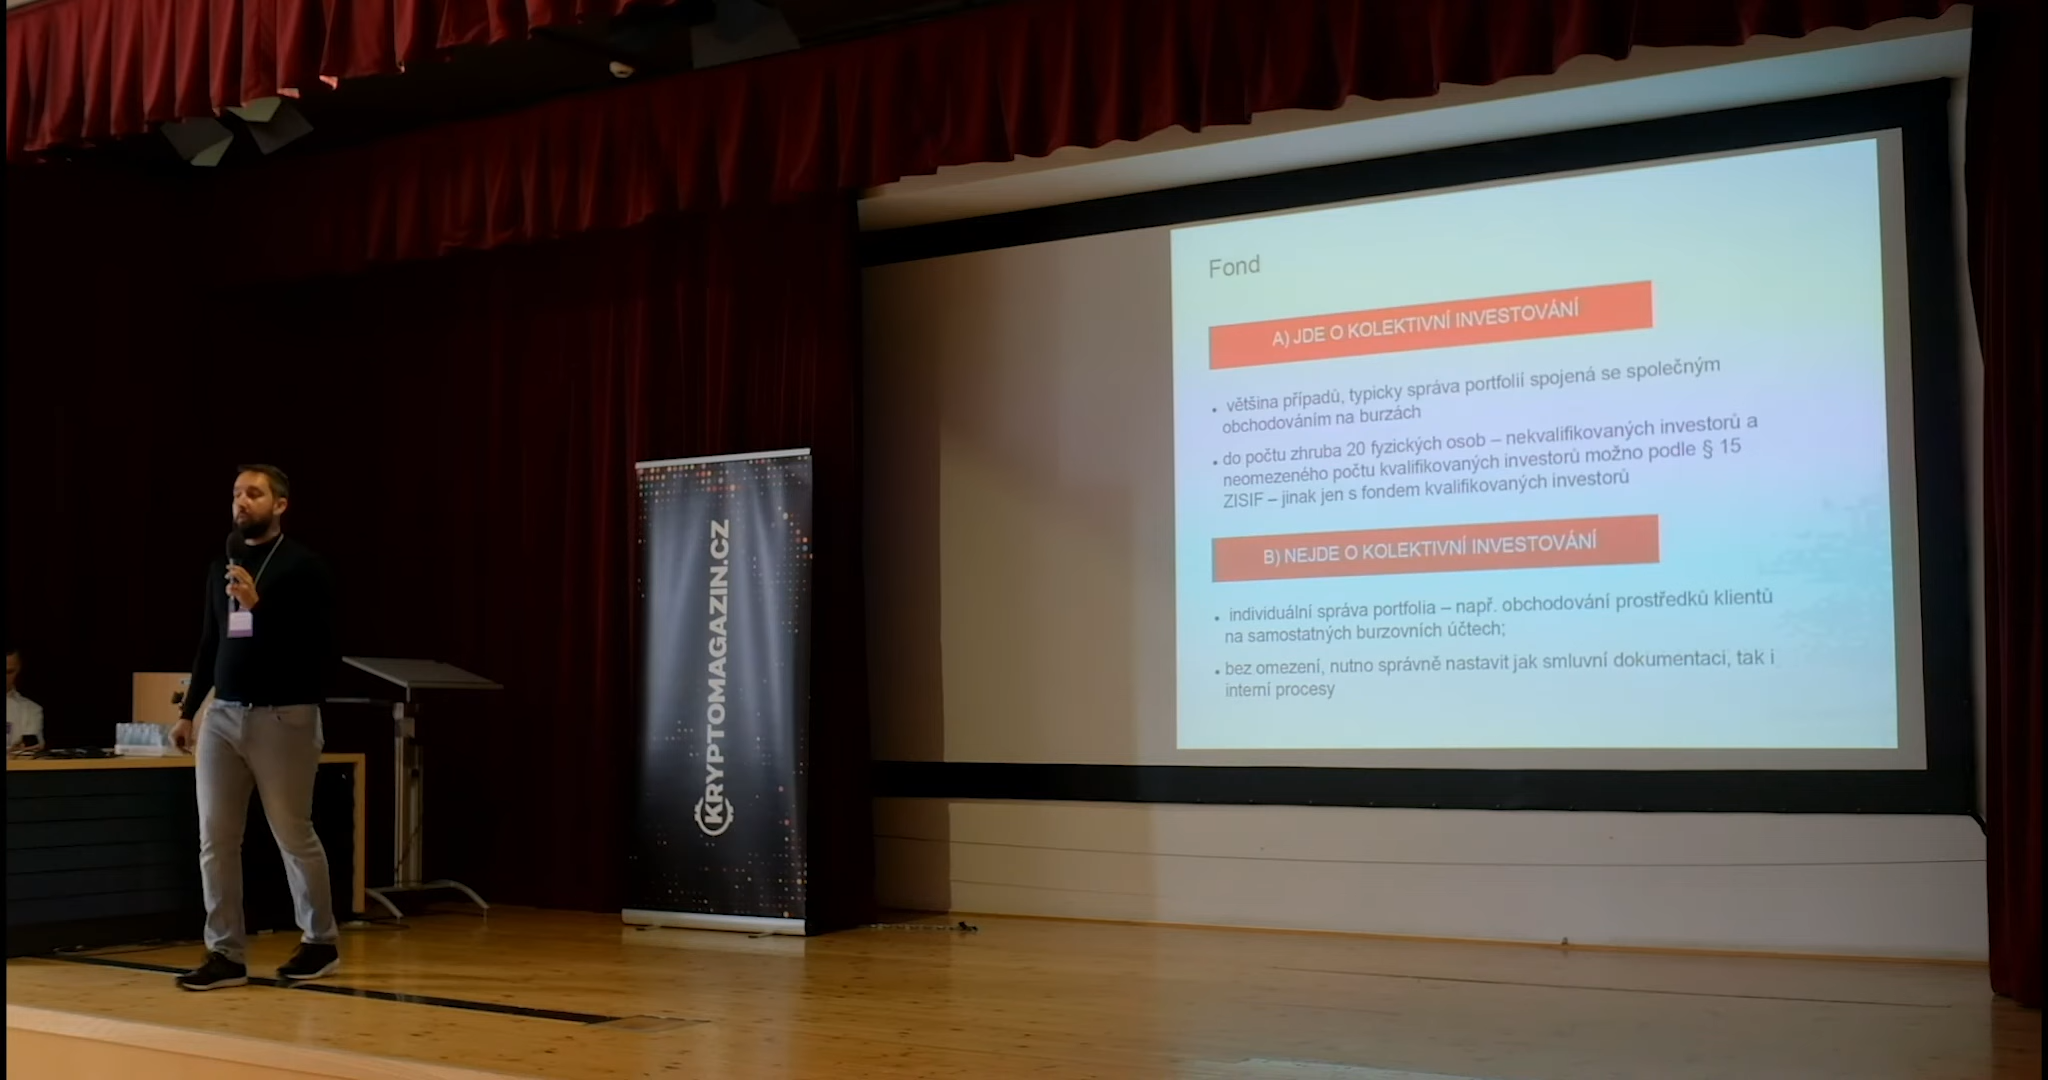 Fond
A) JDE O KOLEKTIVNÍ INVESTOVÁNÍ
• většina případů, typicky správa portfolií spojená se společným
obchodováním na burzách
• do počtu zhruba 20 fyzických osob – nekvalifikovaných investorů a
neomezeného počtu kvalifikovaných investorů možno podle § 15
ZISIF – jinak jen s fondem kvalifikovaných investorů
B) NEJDE O KOLEKTIVNÍ INVESTOVÁNÍ
• individuální správa portfolia – např. obchodování prostředků klientů
na samostatných burzovních účtech;
• bez omezení, nutno správně nastavit jak smluvní dokumentaci, tak i
interní procesy
KRYPTOMAGAZIN.CZ